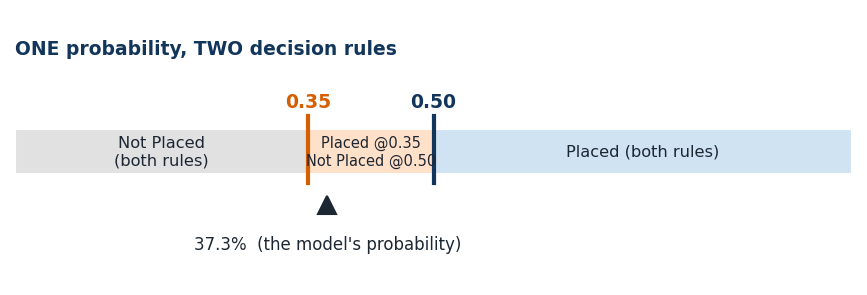 ONE probability, TWO decision rules
0.35
0.50
Not Placed
(both rules)
Placed @0.35
Not Placed @0.50
Placed (both rules)
37.3%  (the model's probability)